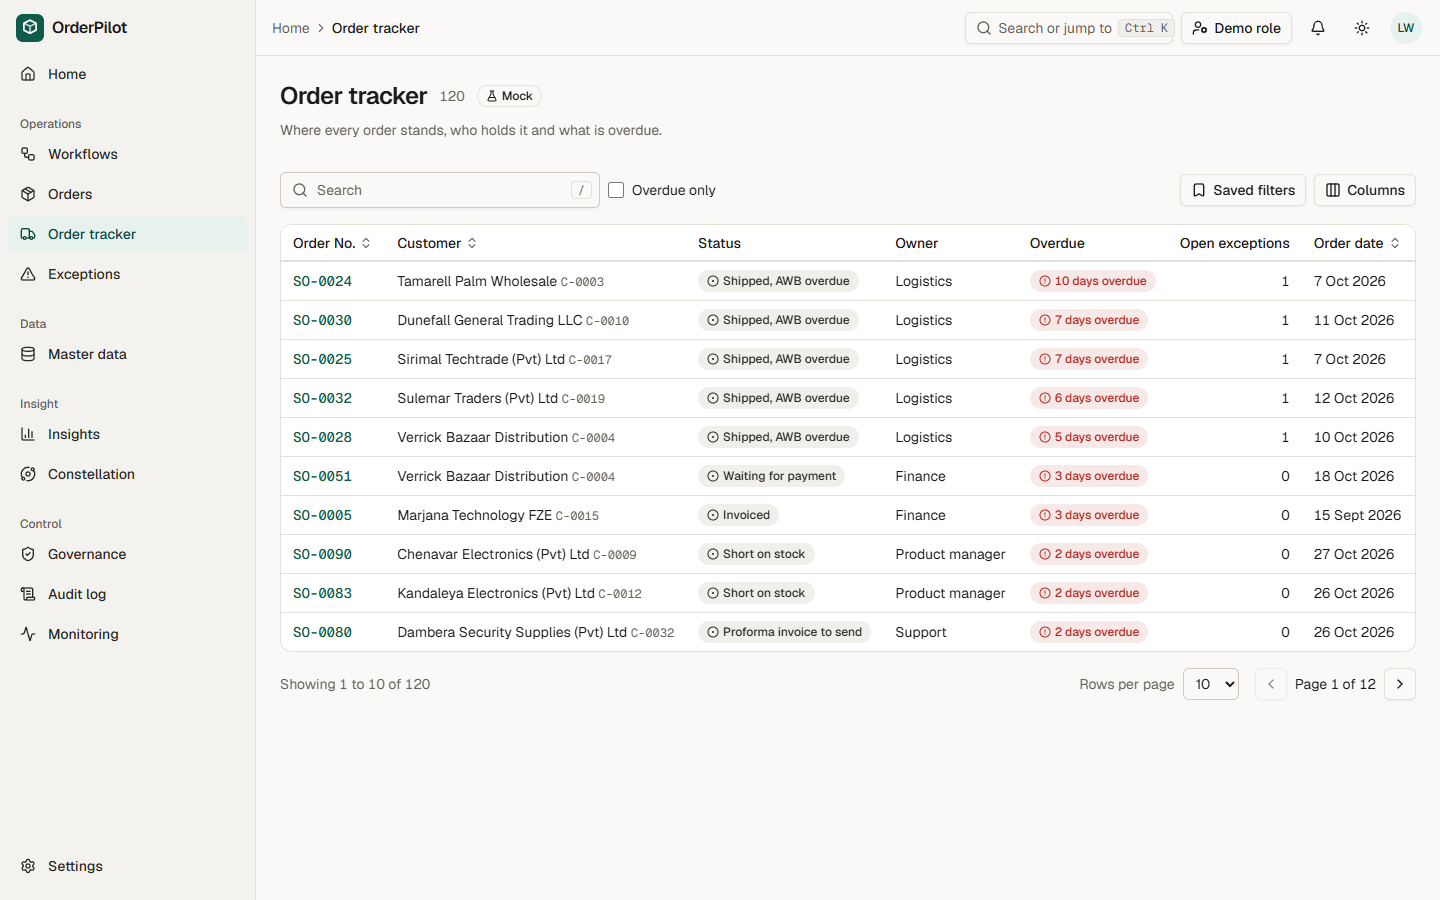 OrderPilot
Home
Operations
Workflows
Orders
Order tracker
Exceptions
Data
Master data
Insight
Insights
Constellation
Control
Governance
Audit log
Monitoring
Settings
Home > Order tracker
Search or jump to Ctrl K
Demo role
LW
Order tracker 120 Mock
Where every order stands, who holds it and what is overdue.
Search /
Overdue only
Saved filters
Columns
Order No. Customer Status Owner Overdue Open exceptions Order date
SO-0024 Tamarell Palm Wholesale C-0003 Shipped, AWB overdue Logistics 10 days overdue 1 7 Oct 2026
SO-0030 Dunefall General Trading LLC C-0010 Shipped, AWB overdue Logistics 7 days overdue 1 11 Oct 2026
SO-0025 Sirimal Techtrade (Pvt) Ltd C-0017 Shipped, AWB overdue Logistics 7 days overdue 1 7 Oct 2026
SO-0032 Sulemar Traders (Pvt) Ltd C-0019 Shipped, AWB overdue Logistics 6 days overdue 1 12 Oct 2026
SO-0028 Verrick Bazaar Distribution C-0004 Shipped, AWB overdue Logistics 5 days overdue 1 10 Oct 2026
SO-0051 Verrick Bazaar Distribution C-0004 Waiting for payment Finance 3 days overdue 0 18 Oct 2026
SO-0005 Marjana Technology FZE C-0015 Invoiced Finance 3 days overdue 0 15 Sept 2026
SO-0090 Chenavar Electronics (Pvt) Ltd C-0009 Short on stock Product manager 2 days overdue 0 27 Oct 2026
SO-0083 Kandaleya Electronics (Pvt) Ltd C-0012 Short on stock Product manager 2 days overdue 0 26 Oct 2026
SO-0080 Dambera Security Supplies (Pvt) Ltd C-0032 Proforma invoice to send Support 2 days overdue 0 26 Oct 2026
Showing 1 to 10 of 120
Rows per page 10
Page 1 of 12